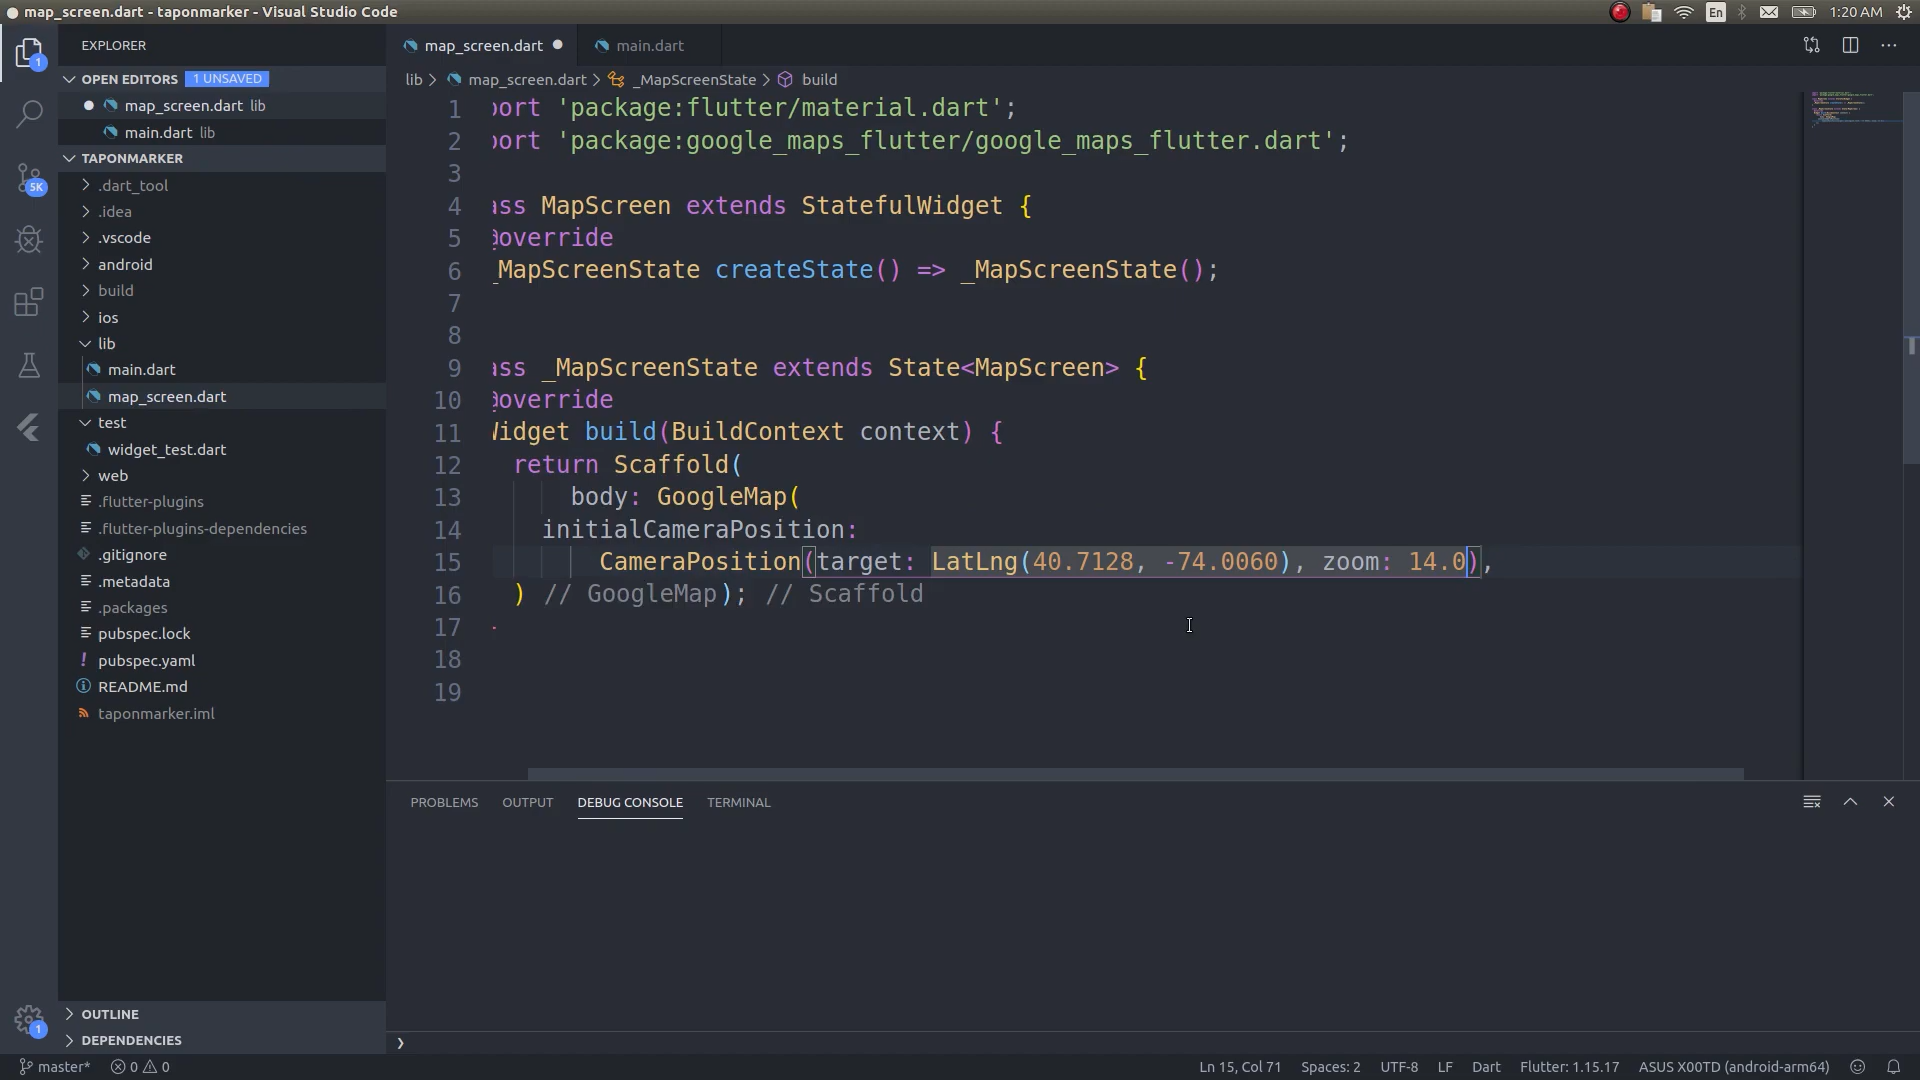 map_screen.dart - taponmarker - Visual Studio Code
En
1:20 AM
EXPLORER
OPEN EDITORS 1 UNSAVED
map_screen.dart lib
main.dart lib
TAPONMARKER
.dart_tool
.idea
.vscode
android
build
ios
lib
main.dart
map_screen.dart
test
widget_test.dart
web
.flutter-plugins
.flutter-plugins-dependencies
.gitignore
.metadata
.packages
pubspec.lock
! pubspec.yaml
README.md
taponmarker.iml
OUTLINE
DEPENDENCIES
1
5K
1
map_screen.dart
main.dart
lib > map_screen.dart > _MapScreenState > build
1 port 'package:flutter/material.dart';
2 port 'package:google_maps_flutter/google_maps_flutter.dart';
3
4 ass MapScreen extends StatefulWidget {
5 @override
6 _MapScreenState createState() => _MapScreenState();
7
8
9 ass _MapScreenState extends State<MapScreen> {
10 @override
11 Widget build(BuildContext context) {
12 return Scaffold(
13 body: GoogleMap(
14 initialCameraPosition:
15 CameraPosition(target: LatLng(40.7128, -74.0060), zoom: 14.0),
16 ) // GoogleMap); // Scaffold
17
18
19
PROBLEMS OUTPUT DEBUG CONSOLE TERMINAL
master* 0 0
Ln 15, Col 71 Spaces: 2 UTF-8 LF Dart Flutter: 1.15.17 ASUS X00TD (android-arm64)